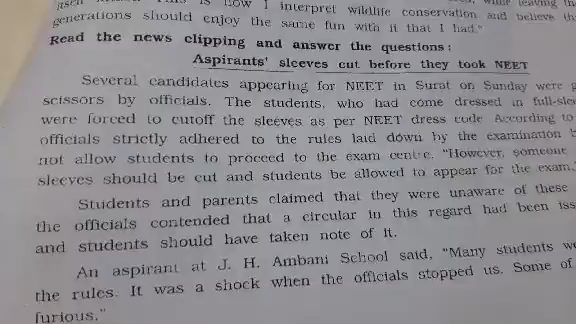 This is how I interpret wildlife conservation and believe
generations should enjoy the same fun with it that I had."
Read the news clipping and answer the questions :
Aspirants' sleeves cut before they took NEET
Several candidates appearing for NEET in Surat on Sunday were
scissors by officials. The students, who had come dressed in
were forced to cutoff the sleeves as per NEET dress code According to
officials strictly adhered to the rules laid down by the examination
not allow students to proceed to the exam centre. "However, someone
sleeves should be cut and students be allowed to appear for the exam.
Students and parents claimed that they were unaware of these
the officials contended that a circular in this regard had been
and students should have taken note of it.
An aspirant at J. H. Ambani School said, "Many students
the rules. It was a shock when the officials stopped us. Some of
furious."